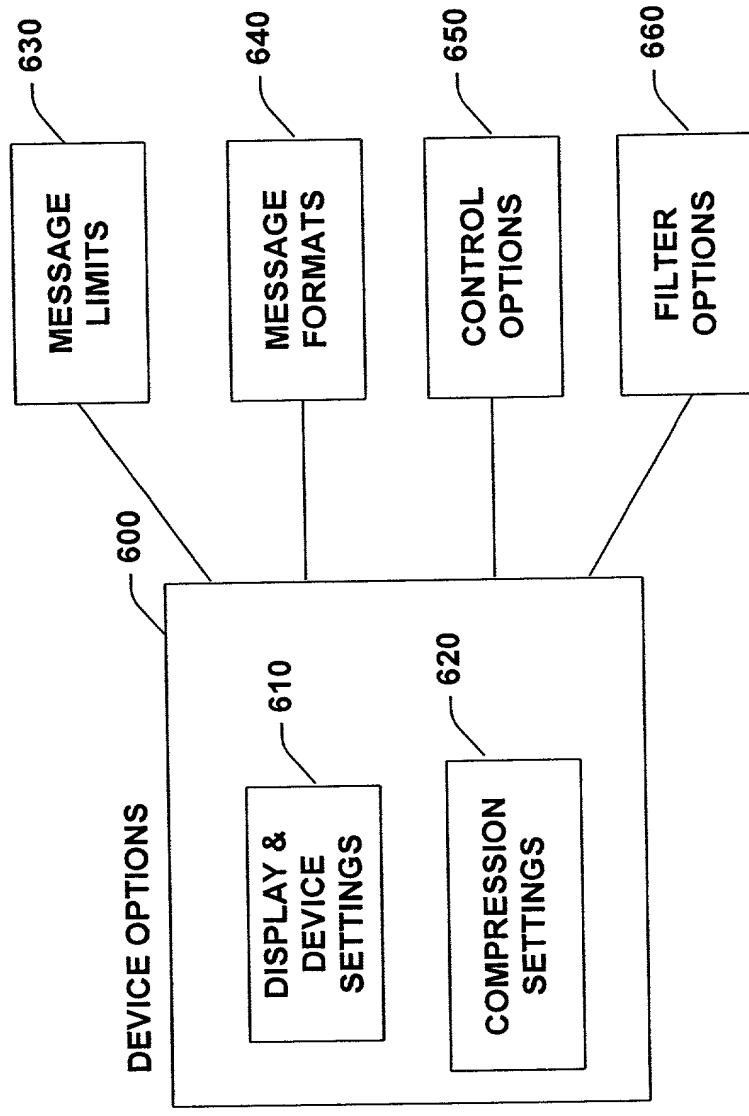 DEVICE OPTIONS
600
DISPLAY &
DEVICE
SETTINGS
610
COMPRESSION
SETTINGS
620
MESSAGE
LIMITS
630
MESSAGE
FORMATS
640
CONTROL
OPTIONS
650
FILTER
OPTIONS
660